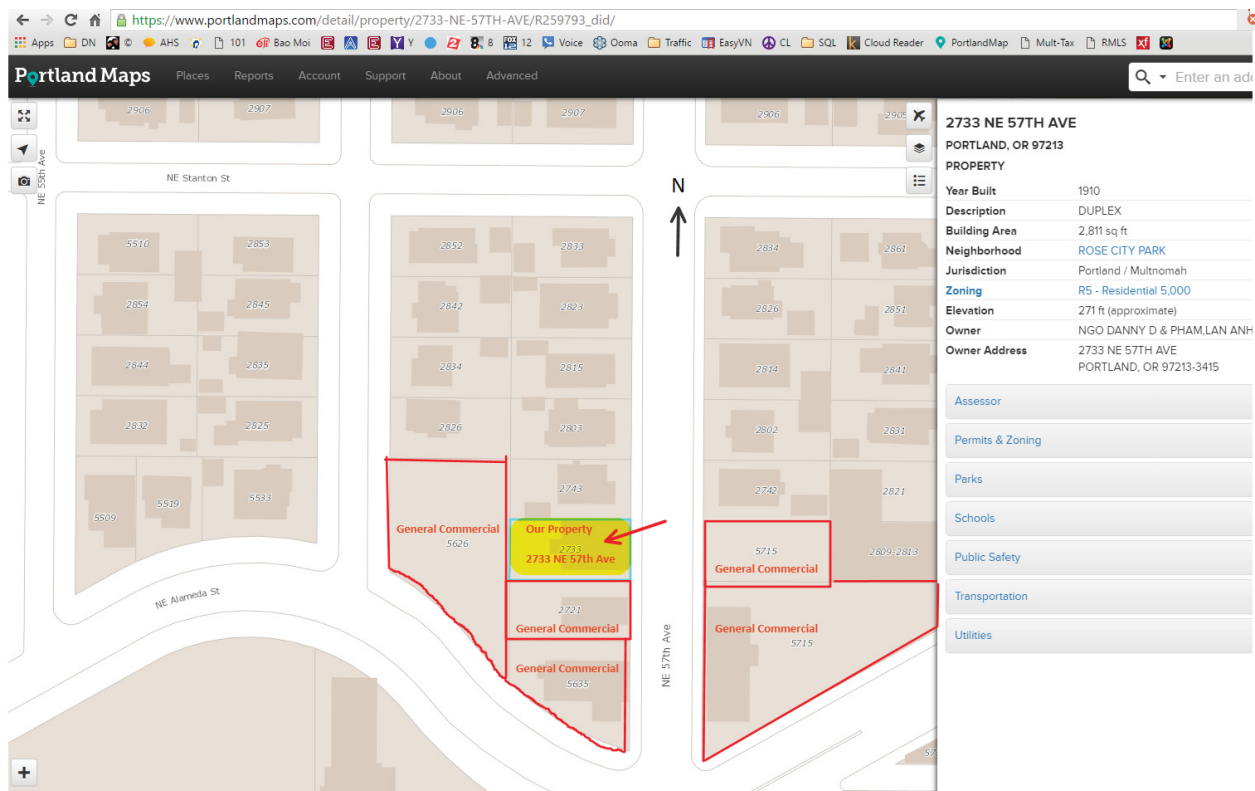 https://www.portlandmaps.com/detail/property/2733-NE-57TH-AVE/R259793_did/
Apps DN AHS 101 Bao Moi Y 8 12 Voice Ooma Traffic EasyVN CL SQL Cloud Reader PortlandMap Mult-Tax RMLS
Portland Maps Places Reports Account Support About Advanced Enter an add
2906 2907 2906 2907 2906 2905
NE 55th Ave
NE Stanton St
N
5510 2853 2852 2833 2834 2861
2854 2845 2842 2823 2826 2851
2844 2835 2834 2815 2814 2841
2832 2825 2826 2803 2802 2831
5509 5519 5533 2743 2742 2821
General Commercial
5626
Our Property
2733
2733 NE 57th Ave
5715
General Commercial
2809-2813
NE Alameda St
2721
General Commercial
General Commercial
5635
NE 57th Ave
General Commercial
5715
57
2733 NE 57TH AVE
PORTLAND, OR 97213
PROPERTY
Year Built 1910
Description DUPLEX
Building Area 2,811 sq ft
Neighborhood ROSE CITY PARK
Jurisdiction Portland / Multnomah
Zoning R5 - Residential 5,000
Elevation 271 ft (approximate)
Owner NGO DANNY D & PHAM,LAN ANH
Owner Address 2733 NE 57TH AVE
PORTLAND, OR 97213-3415
Assessor
Permits & Zoning
Parks
Schools
Public Safety
Transportation
Utilities